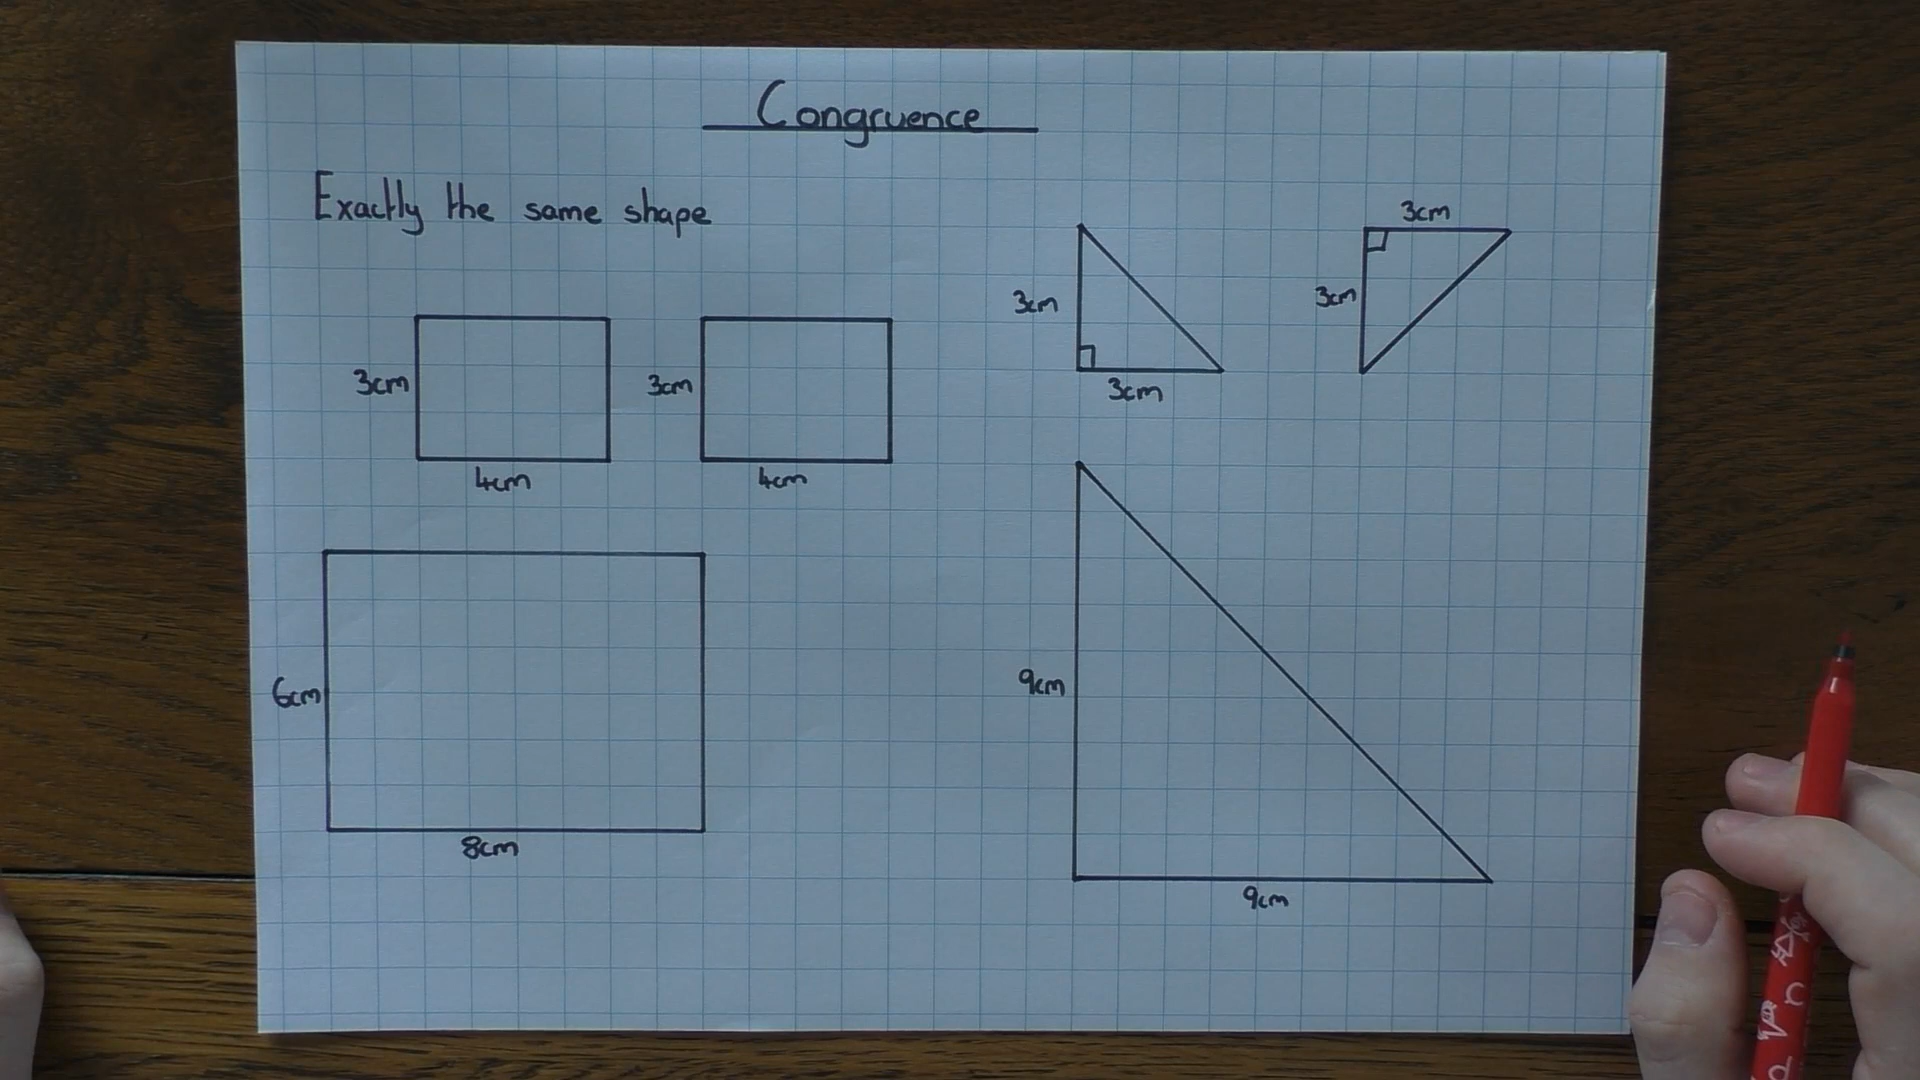 Congruence
Exactly the same shape
3cm
3cm
3cm
3cm
3cm
3cm
4cm
4cm
9cm
6cm
8cm
9cm